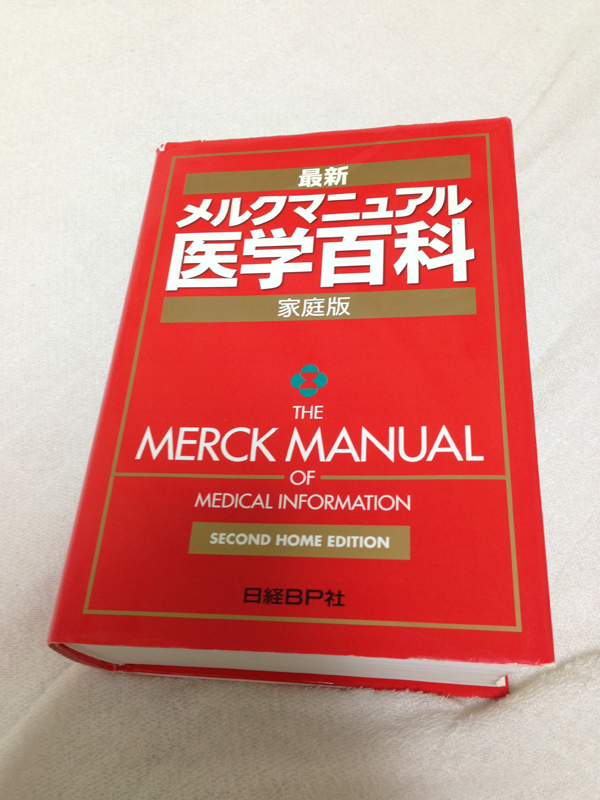 最新
メルクマニュアル
医学百科
家庭版
THE
MERCK MANUAL
OF
MEDICAL INFORMATION
SECOND HOME EDITION
日経BP社